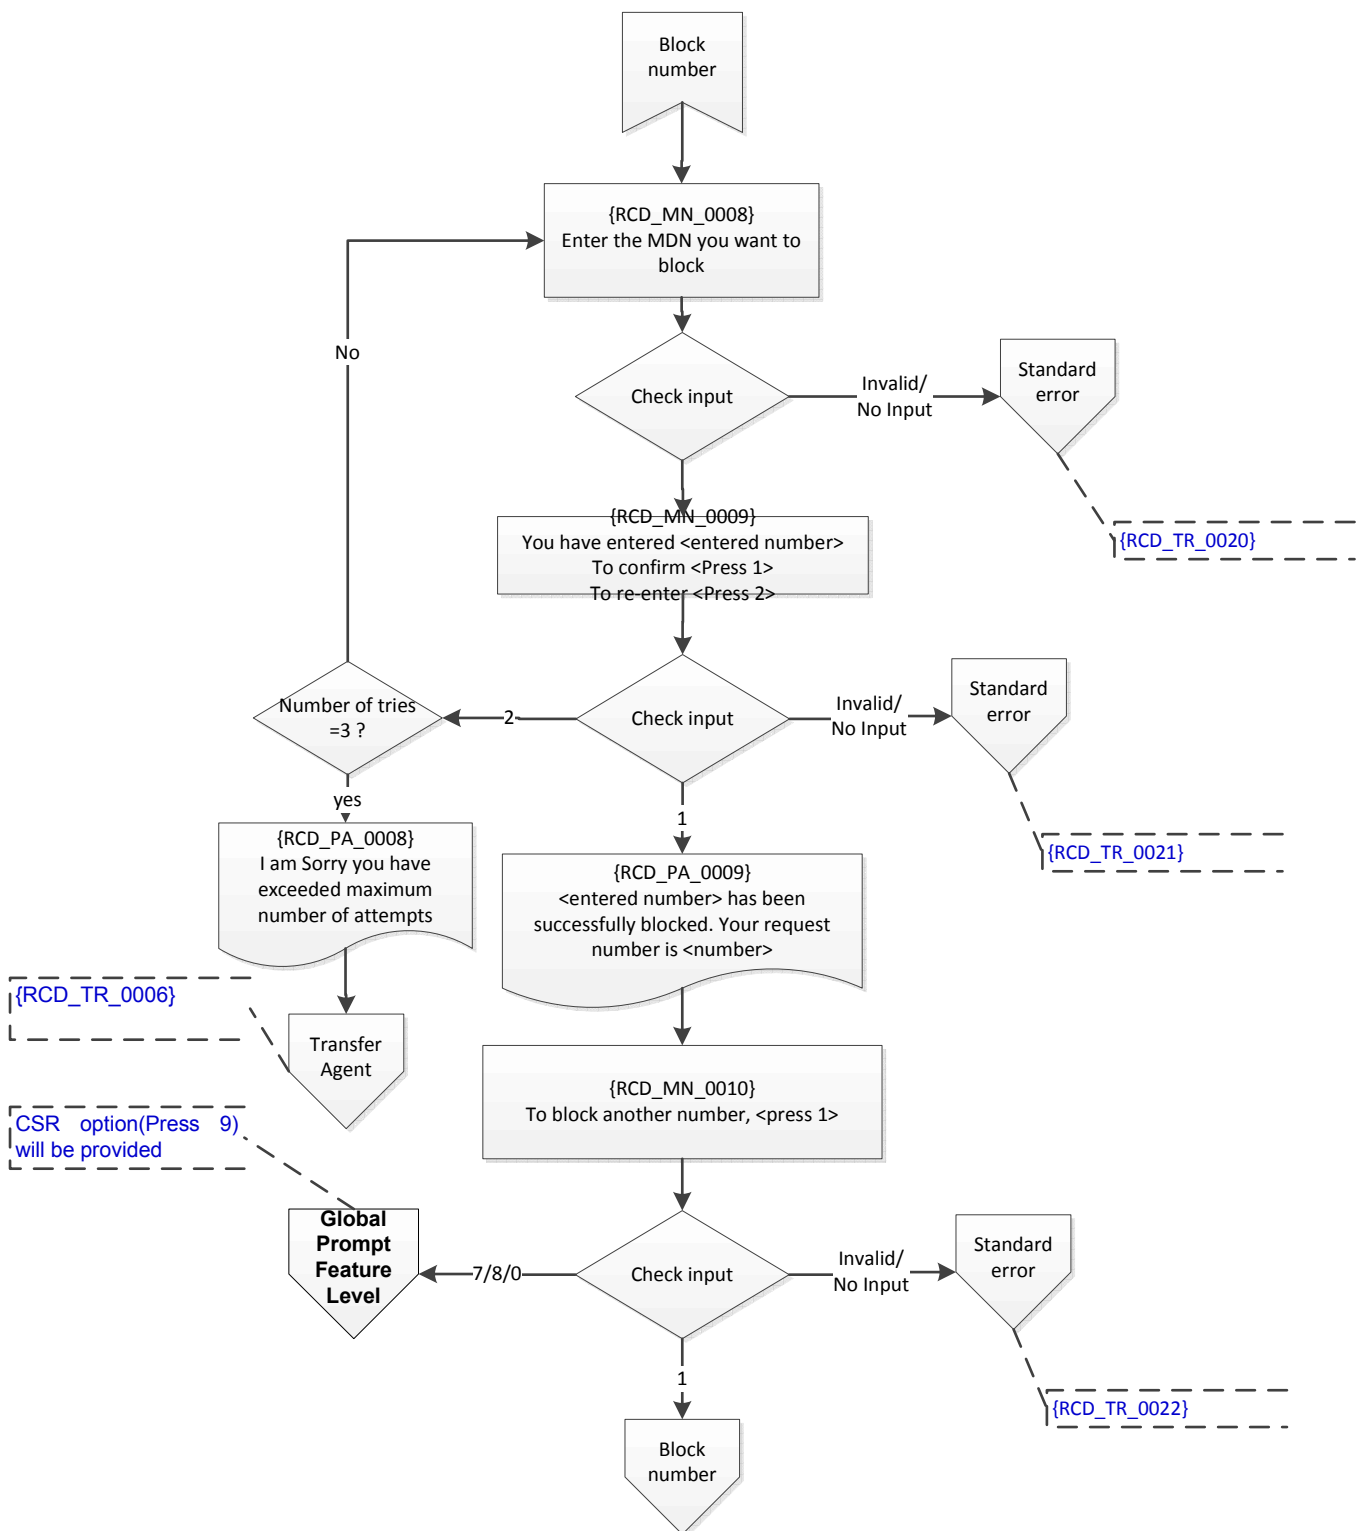 Block
number
{RCD_MN_0008}
Enter the MDN you want to
block
No
Check input
Invalid/
No Input
Standard
error
{RCD_TR_0020}
{RCD_MN_0009}
You have entered <entered number>
To confirm <Press 1>
To re-enter <Press 2>
Number of tries
=3 ?
2
Check input
Invalid/
No Input
Standard
error
{RCD_TR_0021}
yes
1
{RCD_PA_0008}
I am Sorry you have
exceeded maximum
number of attempts
{RCD_PA_0009}
<entered number> has been
successfully blocked. Your request
number is <number>
{RCD_TR_0006}
Transfer
Agent
{RCD_MN_0010}
To block another number, <press 1>
CSR option(Press 9)
will be provided
Global
Prompt
Feature
Level
7/8/0
Check input
Invalid/
No Input
Standard
error
{RCD_TR_0022}
1
Block
number